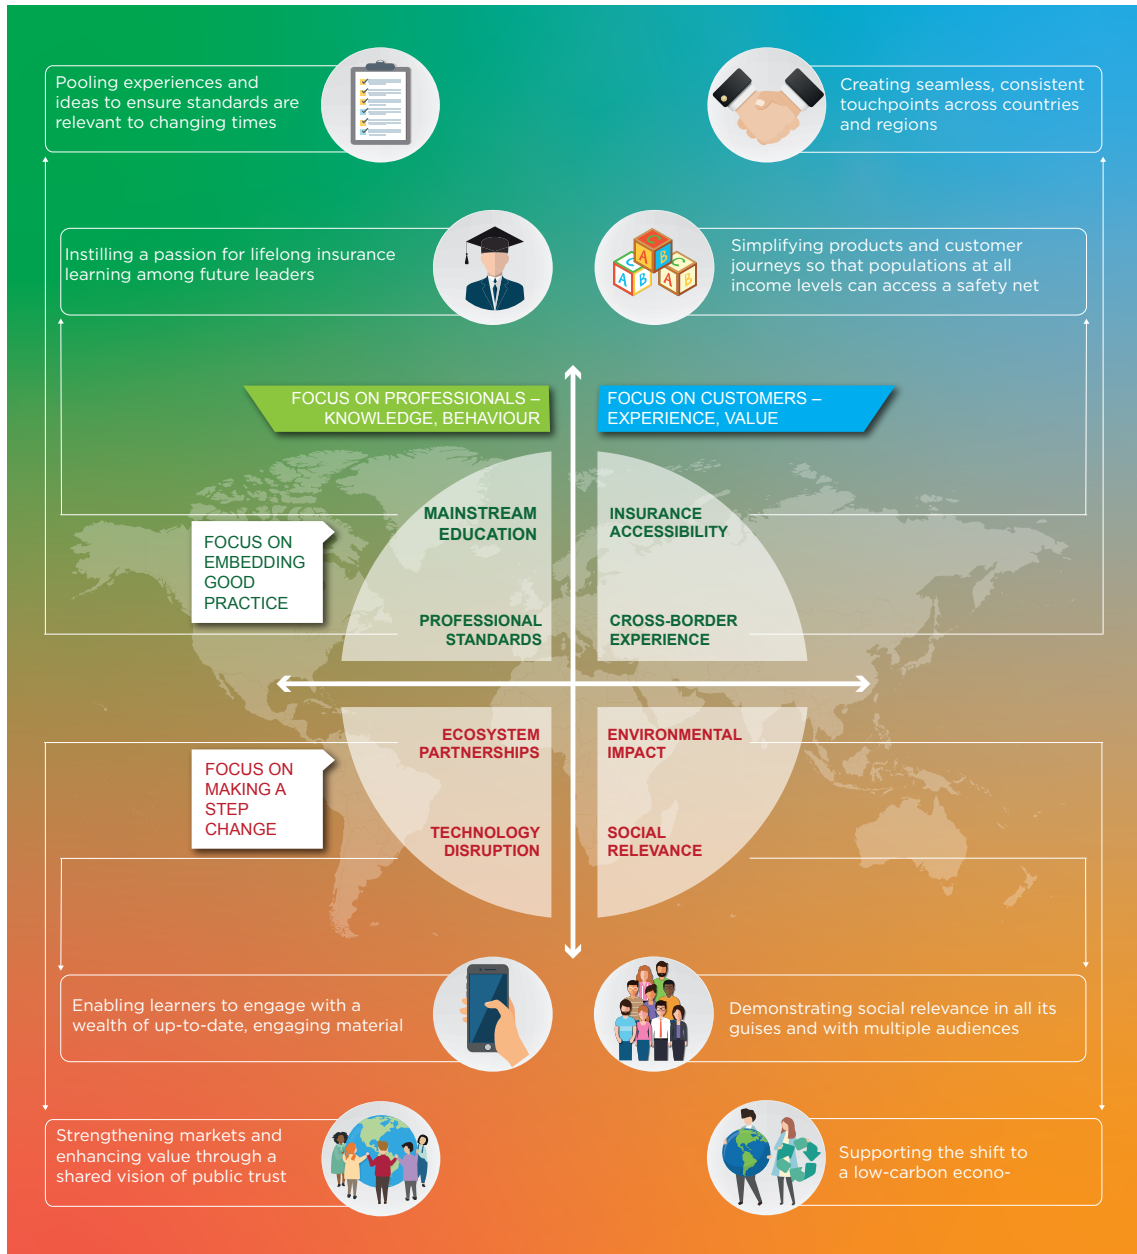 Pooling experiences and
ideas to ensure standards are
relevant to changing times
Creating seamless, consistent
touchpoints across countries
and regions
Instilling a passion for lifelong insurance
learning among future leaders
Simplifying products and customer
journeys so that populations at all
income levels can access a safety net
C
A B
C
A B
C
A B
FOCUS ON PROFESSIONALS –
KNOWLEDGE, BEHAVIOUR
FOCUS ON CUSTOMERS –
EXPERIENCE, VALUE
MAINSTREAM
EDUCATION
INSURANCE
ACCESSIBILITY
FOCUS ON
EMBEDDING
GOOD
PRACTICE
PROFESSIONAL
STANDARDS
CROSS-BORDER
EXPERIENCE
ECOSYSTEM
PARTNERSHIPS
ENVIRONMENTAL
IMPACT
FOCUS ON
MAKING A
STEP
CHANGE
TECHNOLOGY
DISRUPTION
SOCIAL
RELEVANCE
Enabling learners to engage with a
wealth of up-to-date, engaging material
Demonstrating social relevance in all its
guises and with multiple audiences
Strengthening markets and
enhancing value through a
shared vision of public trust
Supporting the shift to
a low-carbon econo-